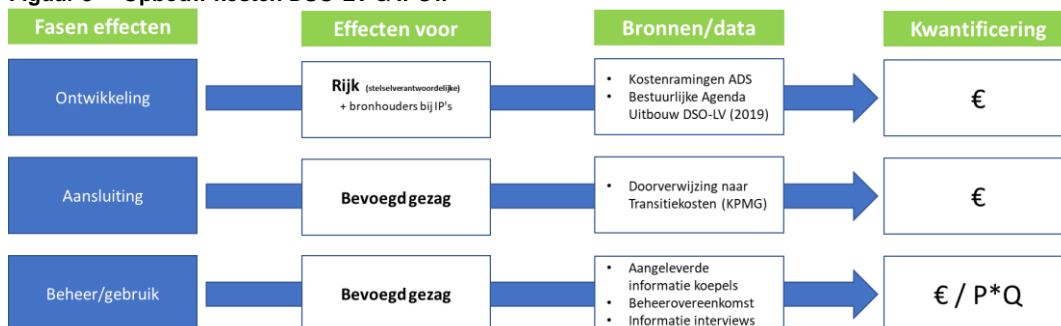 Fasen effecten
Effecten voor
Bronnen/data
Kwantificering
Ontwikkeling
Rijk (stelselverantwoordelijke)
+ bronhouders bij IP's
• Kostenramingen ADS
• Bestuurlijke Agenda
Uitbouw DSO-LV (2019)
€
Aansluiting
Bevoegd gezag
• Doorverwijzing naar
Transitiekosten (KPMG)
€
Beheer/gebruik
Bevoegd gezag
• Aangeleverde
informatie koepels
• Beheerovereenkomst
• Informatie interviews
€ / P*Q